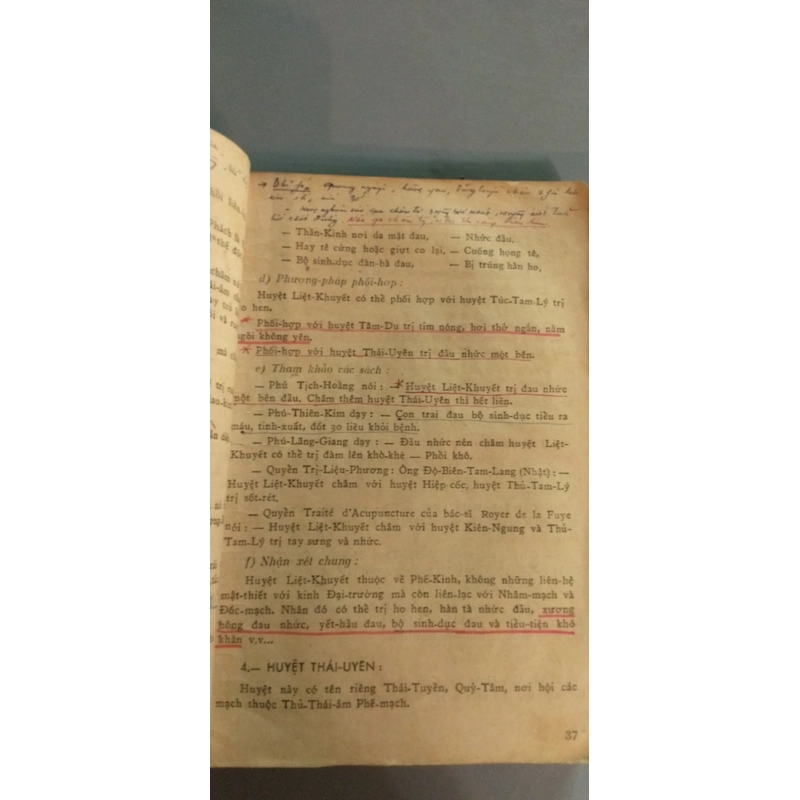 — Thần-Kinh nơi da mặt đau, — Nhức đầu,
— Hay tê cứng hoặc giựt co lại, — Cuống họng tê,
— Bộ sinh-dục đàn-bà đau, — Bị trúng hàn ho,
d) Phương-pháp phối-hợp :
Huyệt Liệt-Khuyết có thể phối hợp với huyệt Túc-Tam-Lý trị
ho hen.
Phối-hợp với huyệt Tâm-Du trị tim nóng, hơi thở ngắn, nằm
ngồi không yên.
Phối-hợp với huyệt Thái-Uyên trị đầu nhức một bên.
e) Tham khảo các sách :
— Phú Tịch-Hoằng nói : — Huyệt Liệt-Khuyết trị đau nhức
một bên đầu. Châm thêm huyệt Thái-Uyên thì hết liền.
— Phú-Thiên-Kim dạy : — Con trai đau bộ sinh-dục tiểu ra
máu, tinh-xuất, đốt 30 liều khỏi bệnh.
— Phú-Lăng-Giang dạy : — Đầu nhức nên châm huyệt Liệt-
Khuyết có thể trị đàm lên khò-khè — Phổi khô.
— Quyển Trị-Liệu-Phương : Ông Độ-Biên-Tam-Lang (Nhật) : —
Huyệt Liệt-Khuyết châm với huyệt Hiệp-cốc, huyệt Thủ-Tam-Lý
trị sốt-rét.
— Quyển Traité d'Acupuncture của bác-sĩ Royer de la Fuye
nói : — Huyệt Liệt-Khuyết châm với huyệt Kiên-Ngung và Thủ-
Tam-Lý trị tay sưng và nhức.
f) Nhận xét chung :
Huyệt Liệt-Khuyết thuộc về Phế-Kinh, không những liên-hệ
mật-thiết với kinh Đại-trường mà còn liên-lạc với Nhâm-mạch và
Đốc-mạch. Nhân đó có thể trị ho hen, hàn tà nhức đầu, xương
hông đau nhức, yết-hầu đau, bộ sinh-dục đau và tiểu-tiện khó
khăn v.v...
4.— HUYỆT THÁI-UYÊN :
Huyệt này có tên riêng Thái-Tuyền, Quỷ-Tâm, nơi hội các
mạch thuộc Thủ-Thái-âm Phế-mạch.
37